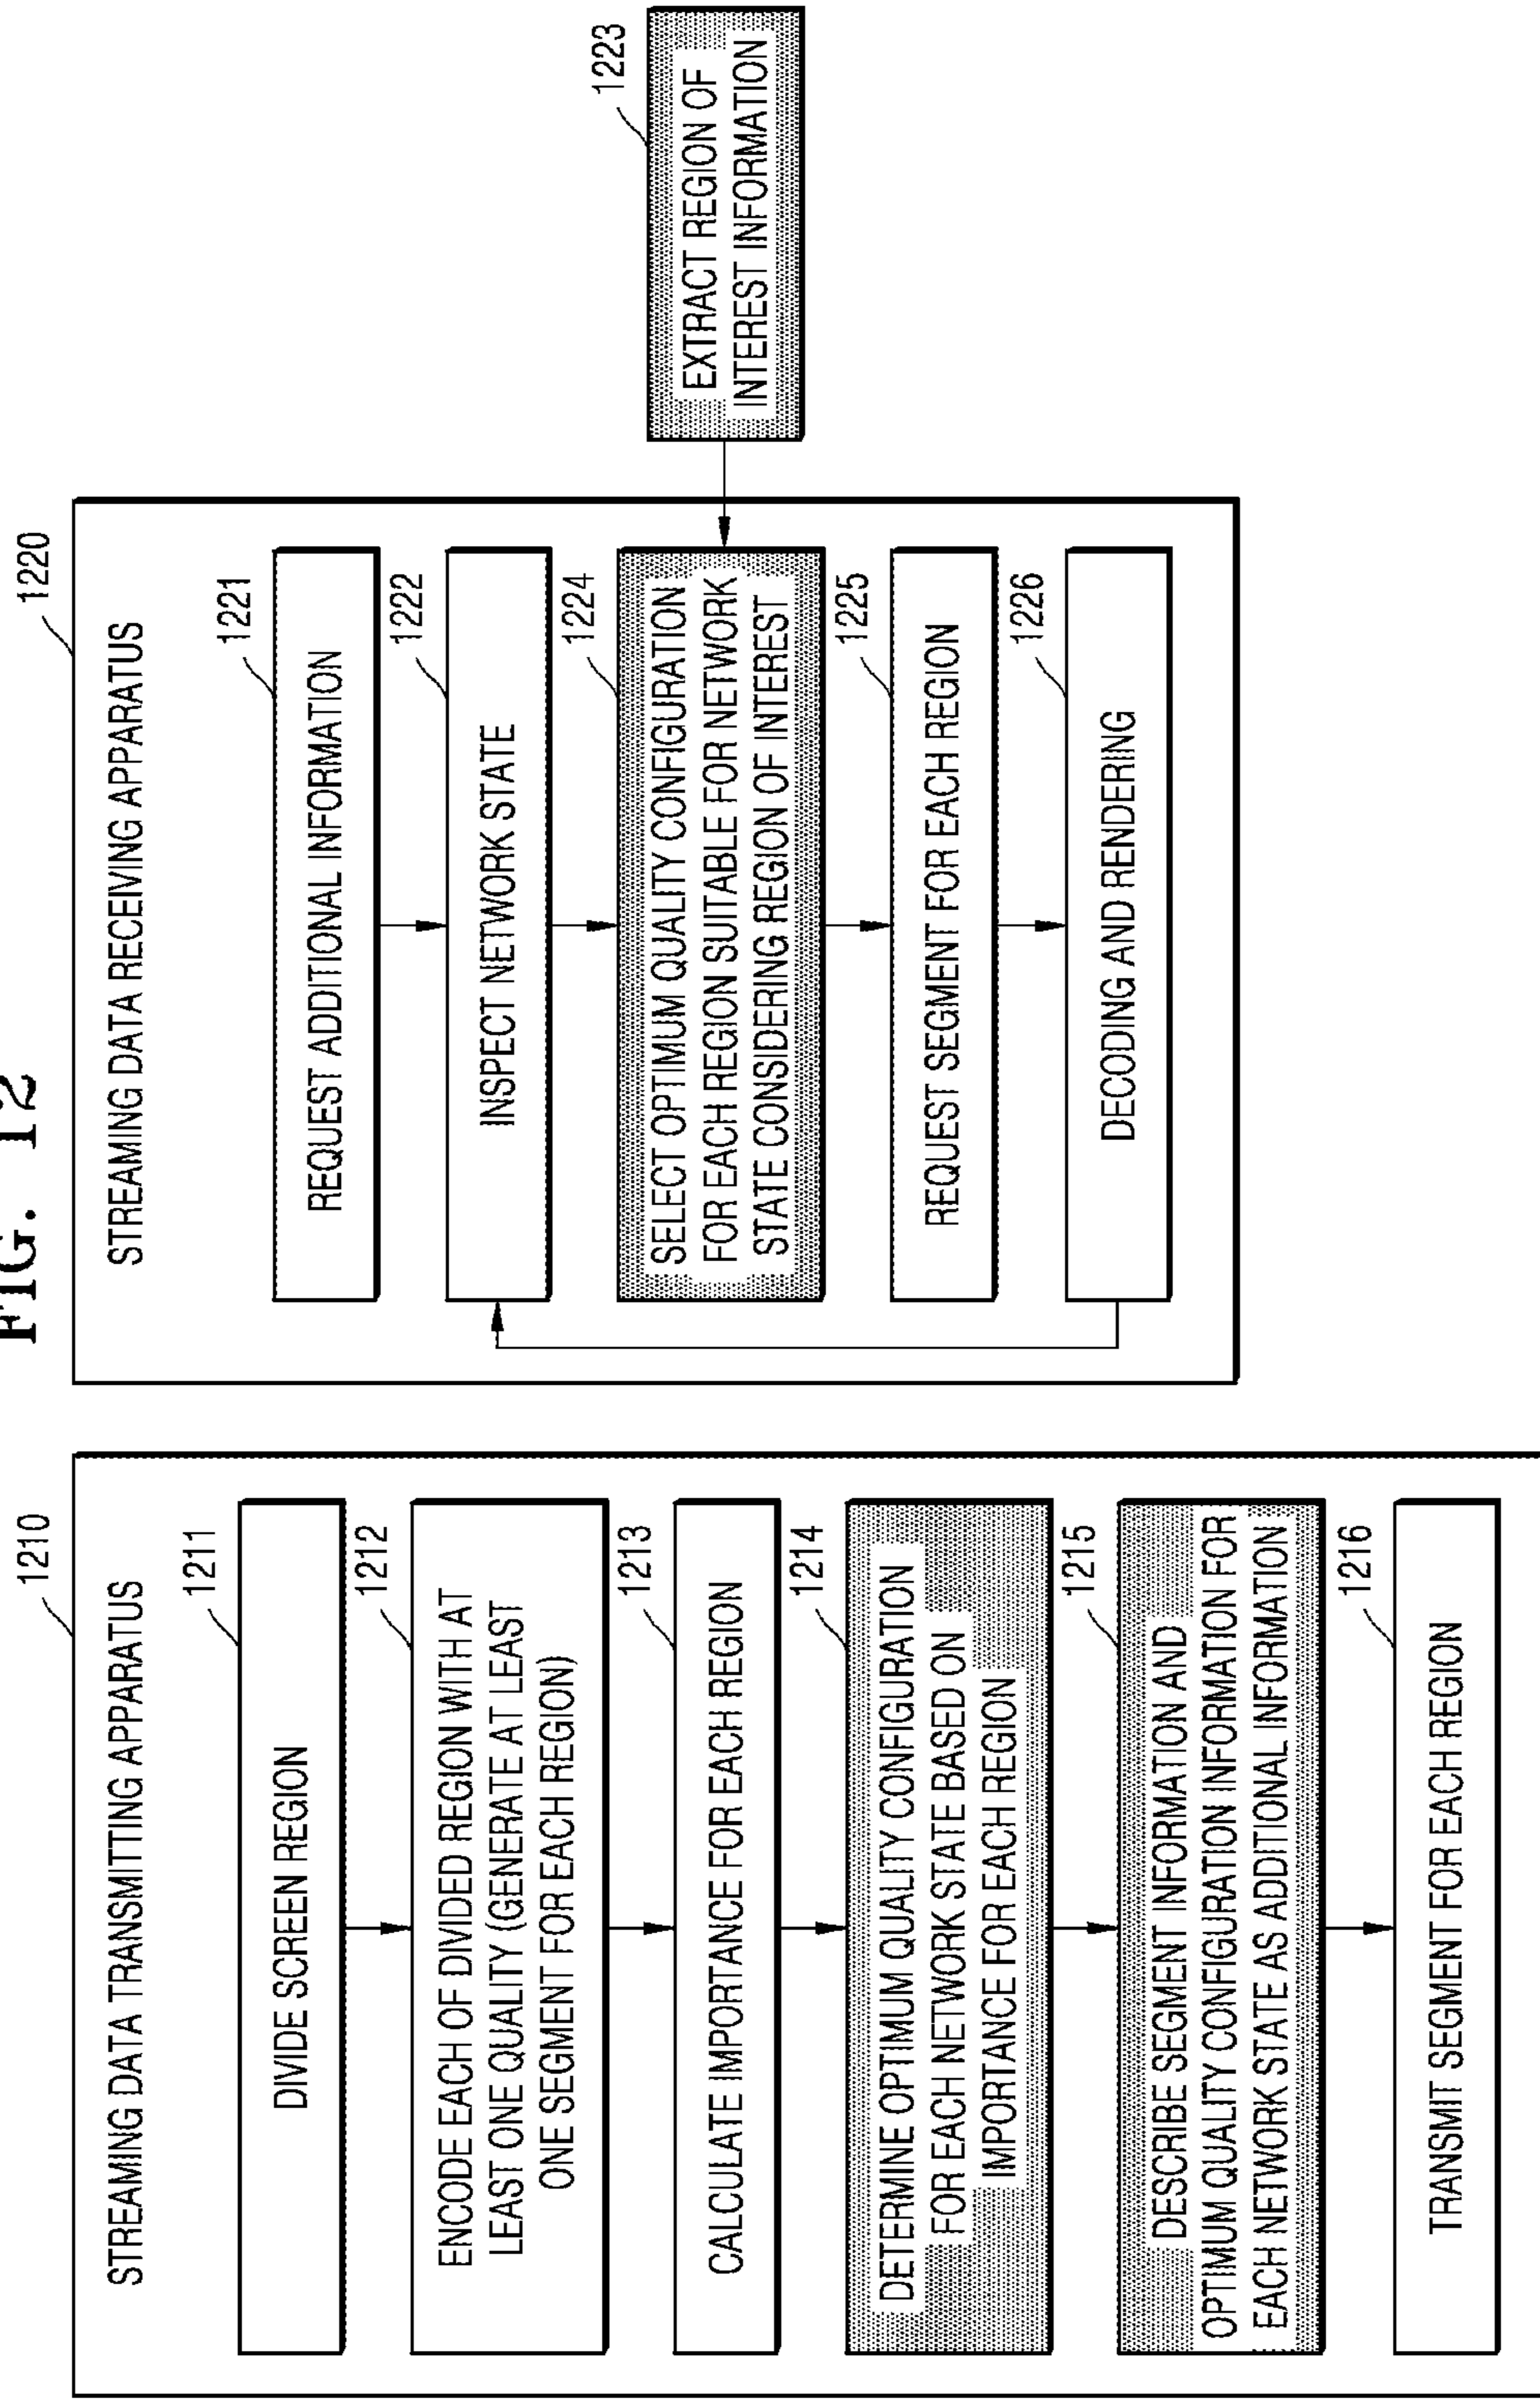 FIG. 12
1210
STREAMING DATA TRANSMITTING APPARATUS
1211
DIVIDE SCREEN REGION
1212
ENCODE EACH OF DIVIDED REGION WITH AT
LEAST ONE QUALITY (GENERATE AT LEAST
ONE SEGMENT FOR EACH REGION)
1213
CALCULATE IMPORTANCE FOR EACH REGION
1214
DETERMINE OPTIMUM QUALITY CONFIGURATION
FOR EACH NETWORK STATE BASED ON
IMPORTANCE FOR EACH REGION
1215
DESCRIBE SEGMENT INFORMATION AND
OPTIMUM QUALITY CONFIGURATION INFORMATION FOR
EACH NETWORK STATE AS ADDITIONAL INFORMATION
1216
TRANSMIT SEGMENT FOR EACH REGION
1220
STREAMING DATA RECEIVING APPARATUS
1221
REQUEST ADDITIONAL INFORMATION
1222
INSPECT NETWORK STATE
1224
SELECT OPTIMUM QUALITY CONFIGURATION
FOR EACH REGION SUITABLE FOR NETWORK
STATE CONSIDERING REGION OF INTEREST
1225
REQUEST SEGMENT FOR EACH REGION
1226
DECODING AND RENDERING
1223
EXTRACT REGION OF
INTEREST INFORMATION